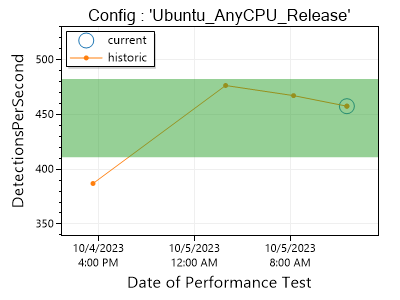 Config : 'Ubuntu_AnyCPU_Release'
current
historic
DetectionsPerSecond
500
450
400
350
10/4/2023
4:00 PM
10/5/2023
12:00 AM
10/5/2023
8:00 AM
Date of Performance Test